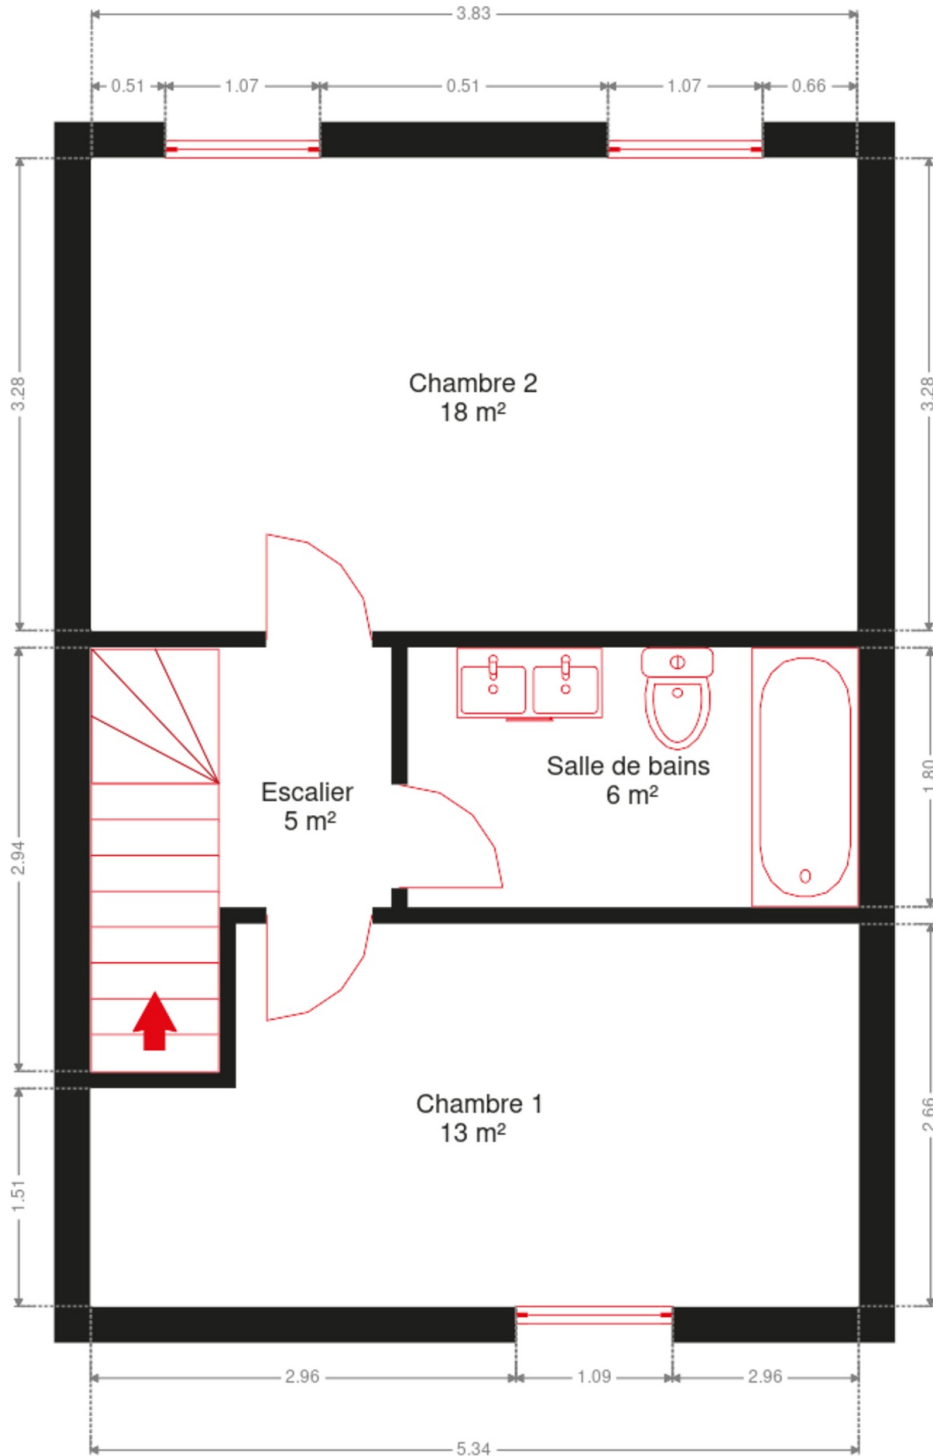 3.83
0.51 1.07 0.51 1.07 0.66
3.28
3.28
Chambre 2
18 m²
Salle de bains
6 m²
1.80
Escalier
5 m²
2.94
Chambre 1
13 m²
2.66
1.51
2.96 1.09 2.96
5.34